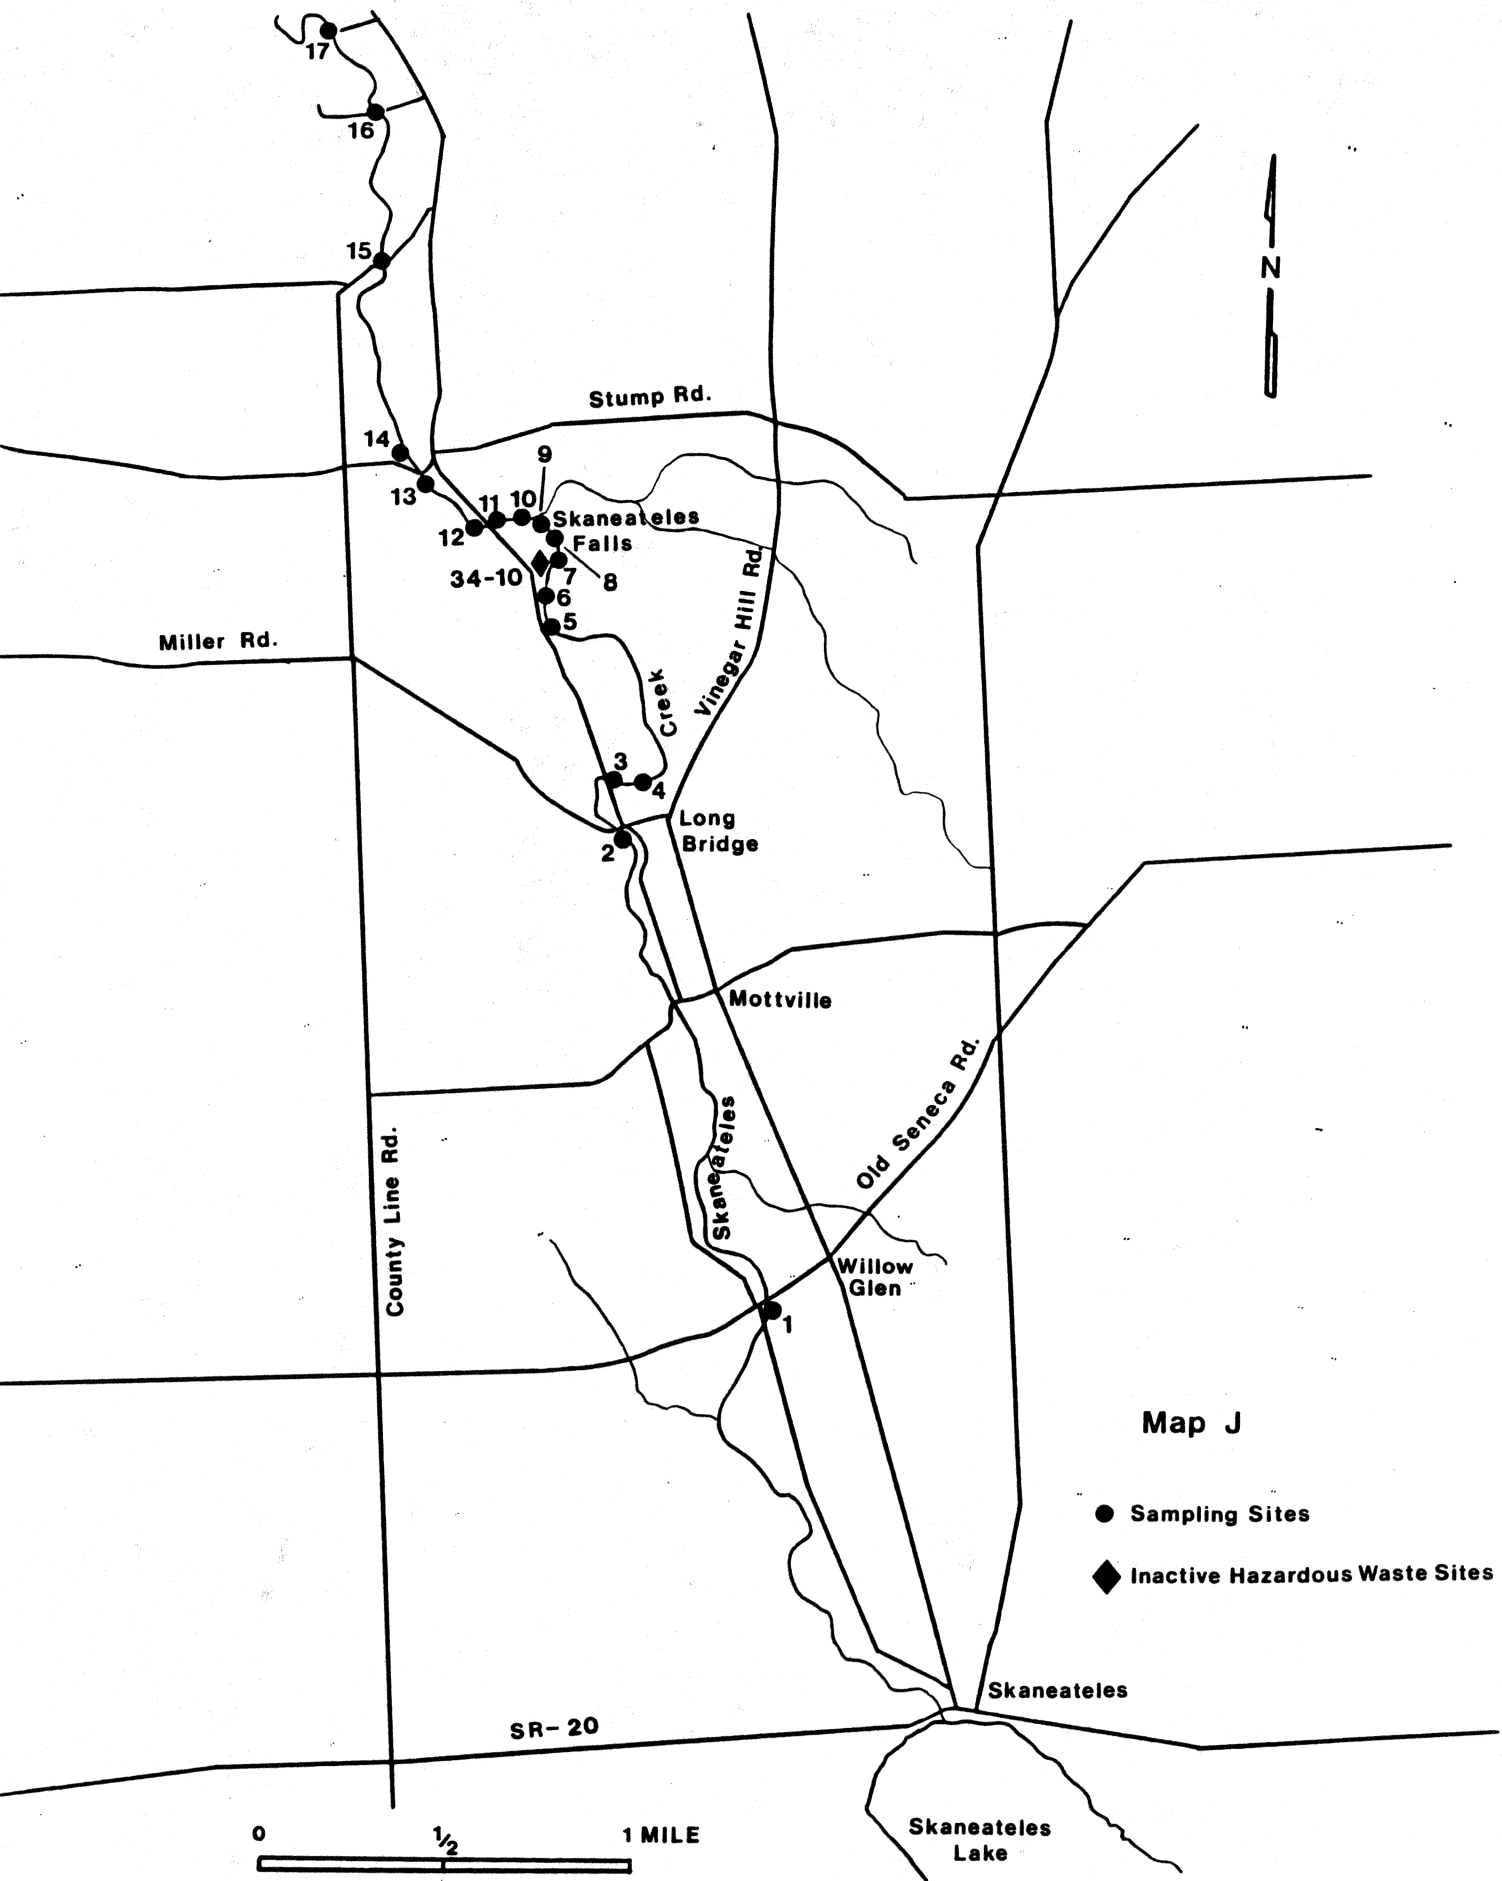 17
16
15
N
Stump Rd.
14
9
13
11
10
Skaneateles
Falls
12
34-10
7
8
6
5
Miller Rd.
Vinegar Hill Rd.
Creek
3
4
Long
Bridge
2
Mottville
Old Seneca Rd.
Skaneateles
County Line Rd.
Willow
Glen
1
Map J
Sampling Sites
Inactive Hazardous Waste Sites
Skaneateles
SR-20
Skaneateles
Lake
0 1/2 1 MILE